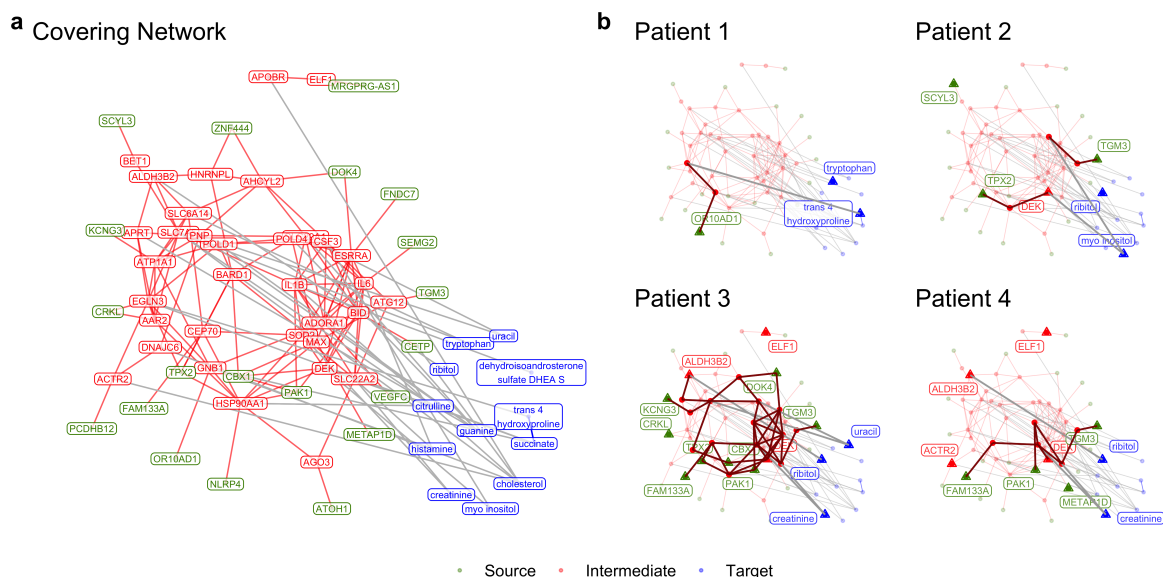 a Covering Network
APOBR
ELF1
MRGPRG-AS1
SCYL3
ZNF444
BET1
ALDH3B2
HNRNPL
AHCYL2
DOK4
FNDC7
SLC6A14
KCNG3
APRT
SLC7A5
PNP
POLD1
POLD4
CSF3
SEMG2
ATP1A1
ESRRA
BARD1
IL1B
IL6
TGM3
EGLN3
ATG12
CRKL
BID
AAR2
ADORA1
CEP70
SOD2
MAX
uracil
tryptophan
DNAJC6
CETP
dehydroisoandrosterone
sulfate DHEA S
ACTR2
TPX2
GNB1
CBX1
DEK
SLC22A2
ribitol
PAK1
VEGFC
FAM133A
HSP90AA1
citrulline
trans 4
hydroxyproline
PCDHB12
METAP1D
guanine
succinate
histamine
OR10AD1
AGO3
NLRP4
cholesterol
creatinine
ATOH1
myo inositol
b Patient 1
tryptophan
trans 4
hydroxyproline
OR10AD1
Patient 2
SCYL3
TGM3
TPX2
DEK
ribitol
myo inositol
Patient 3
ELF1
ALDH3B2
DOK4
KCNG3
TGM3
CRKL
uracil
TPX2
CBX1
DEK
ribitol
PAK1
FAM133A
creatinine
Patient 4
ELF1
ALDH3B2
TGM3
ACTR2
DEK
ribitol
FAM133A
PAK1
METAP1D
creatinine
Source Intermediate Target